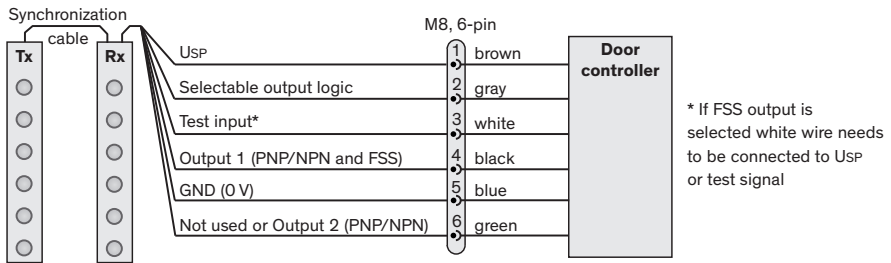 Synchronization
cable
Tx
Rx
M8, 6-pin
Door
controller
USP
1
brown
Selectable output logic
2
gray
Test input*
3
white
Output 1 (PNP/NPN and FSS)
4
black
GND (0 V)
5
blue
Not used or Output 2 (PNP/NPN)
6
green
* If FSS output is
selected white wire needs
to be connected to USP
or test signal